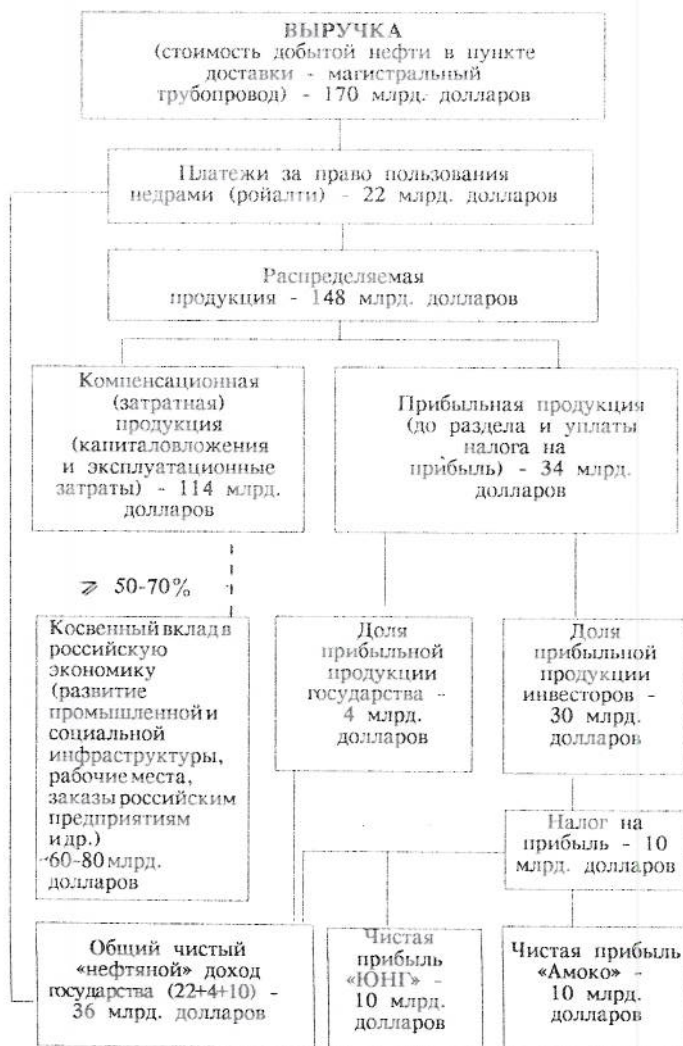 ВЫРУЧКА
(стоимость добытой нефти в пункте
доставки - магистральный
трубопровод) - 170 млрд. долларов
Платежи за право пользования
недрами (ройалти) - 22 млрд. долларов
Распределяемая
продукция - 148 млрд. долларов
Компенсационная
(затратная)
продукция
(капиталовложения
и эксплуатационные
затраты) - 114 млрд.
долларов
Прибыльная продукция
(до раздела и уплаты
налога на
прибыль) - 34 млрд.
долларов
⩾ 50-70%
Косвенный вклад в
российскую
экономику
(развитие
промышленной и
социальной
инфраструктуры,
рабочие места,
заказы российским
предприятиям
и др.)
~60-80 млрд.
долларов
Доля
прибыльной
продукции
государства -
4 млрд.
долларов
Доля
прибыльной
продукции
инвесторов -
30 млрд.
долларов
Налог на
прибыль - 10
млрд. долларов
Общий чистый
«нефтяной» доход
государства (22+4+10) -
36 млрд. долларов
Чистая
прибыль
«ЮНГ» -
10 млрд.
долларов
Чистая прибыль
«Амоко» -
10 млрд.
долларов